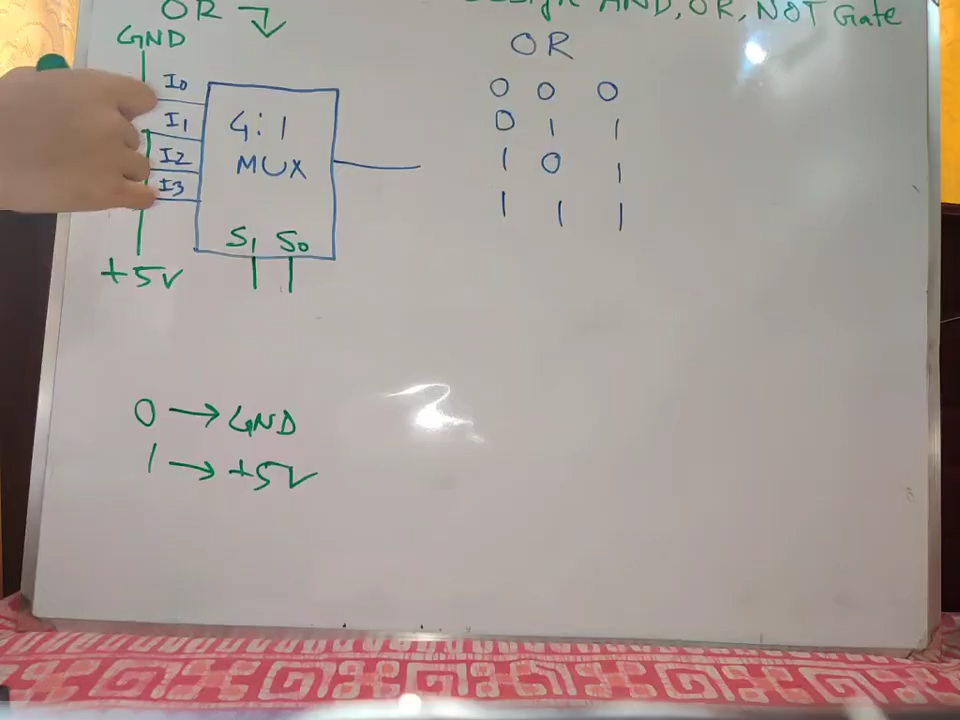 Design AND, OR, NOT Gate
OR
GND
I0
I1
I2
I3
4:1
MUX
S1 S0
+5V
OR
0 0 0
0 1 1
1 0 1
1 1 1
0 → GND
1 → +5V